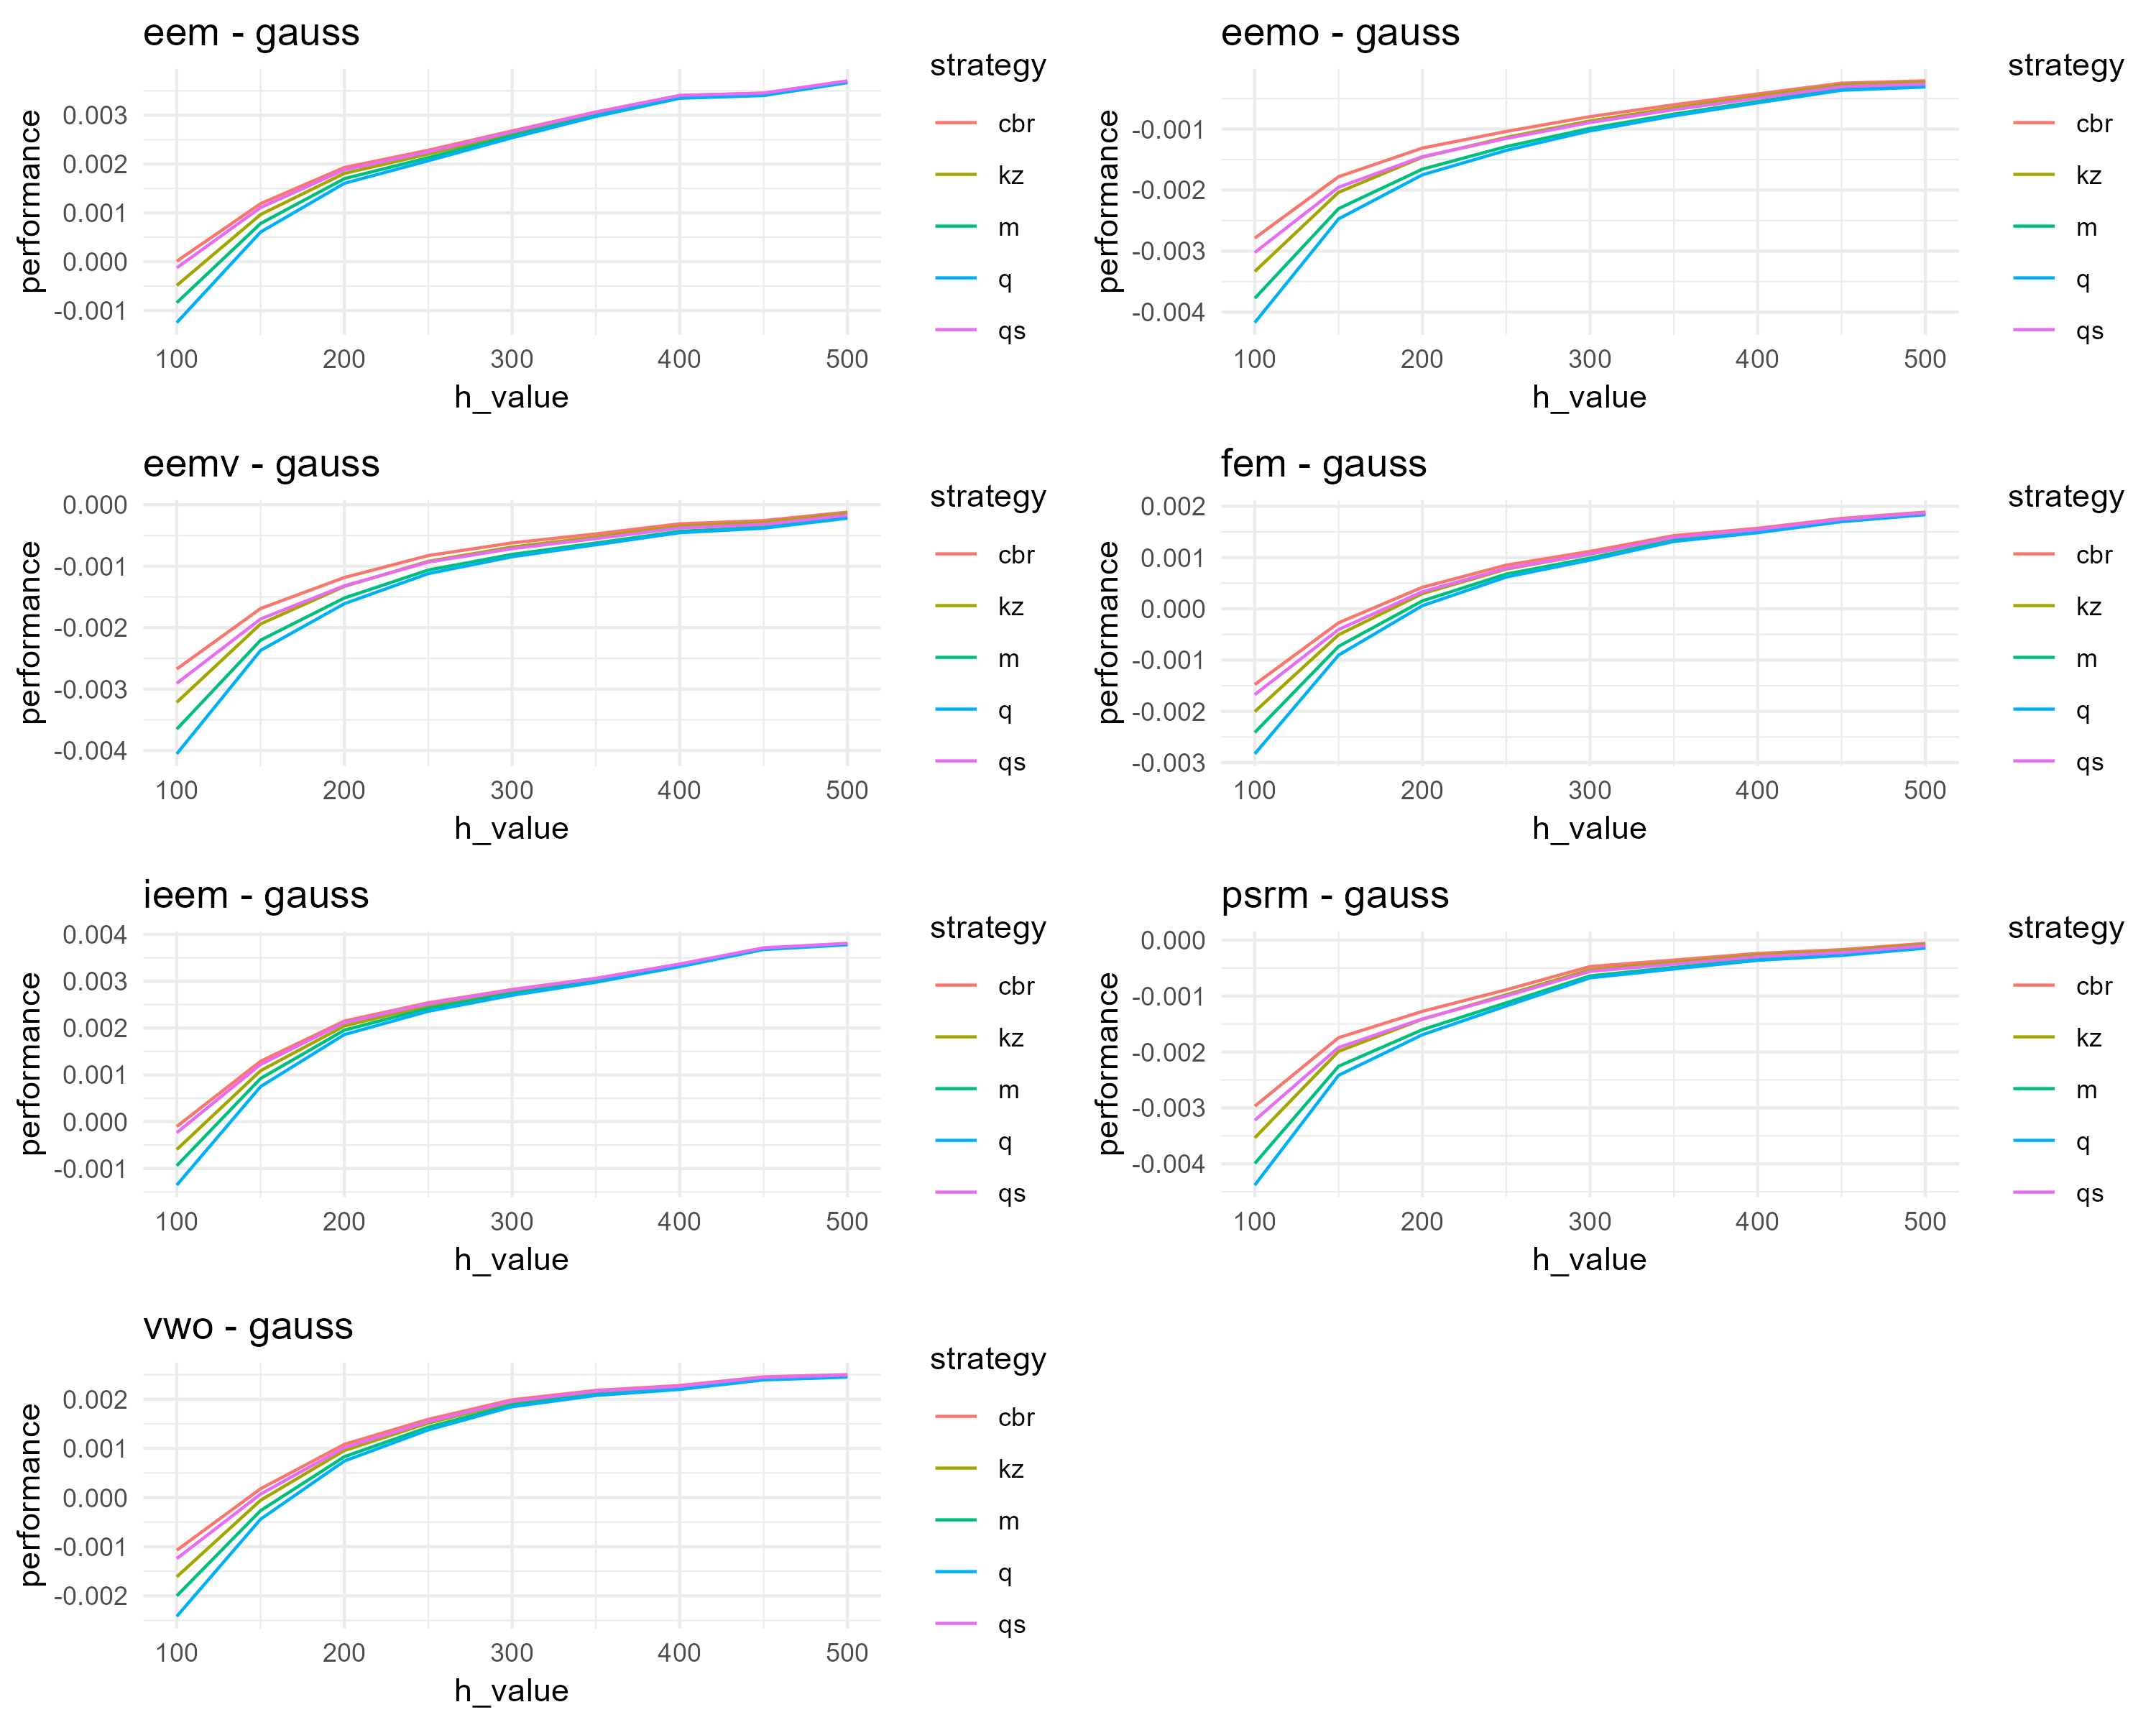 eem - gauss
performance
0.003
0.002
0.001
0.000
-0.001
100 200 300 400 500
h_value
strategy
cbr
kz
m
q
qs
eemo - gauss
performance
-0.001
-0.002
-0.003
-0.004
100 200 300 400 500
h_value
strategy
cbr
kz
m
q
qs
eemv - gauss
performance
0.000
-0.001
-0.002
-0.003
-0.004
100 200 300 400 500
h_value
strategy
cbr
kz
m
q
qs
fem - gauss
performance
0.002
0.001
0.000
-0.001
-0.002
-0.003
100 200 300 400 500
h_value
strategy
cbr
kz
m
q
qs
ieem - gauss
performance
0.004
0.003
0.002
0.001
0.000
-0.001
100 200 300 400 500
h_value
strategy
cbr
kz
m
q
qs
psrm - gauss
performance
0.000
-0.001
-0.002
-0.003
-0.004
100 200 300 400 500
h_value
strategy
cbr
kz
m
q
qs
vwo - gauss
performance
0.002
0.001
0.000
-0.001
-0.002
100 200 300 400 500
h_value
strategy
cbr
kz
m
q
qs